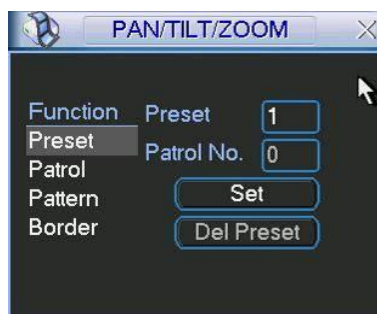 PAN/TILT/ZOOM
Function Preset 1
Preset
Patrol No. 0
Patrol
Pattern Set
Border Del Preset